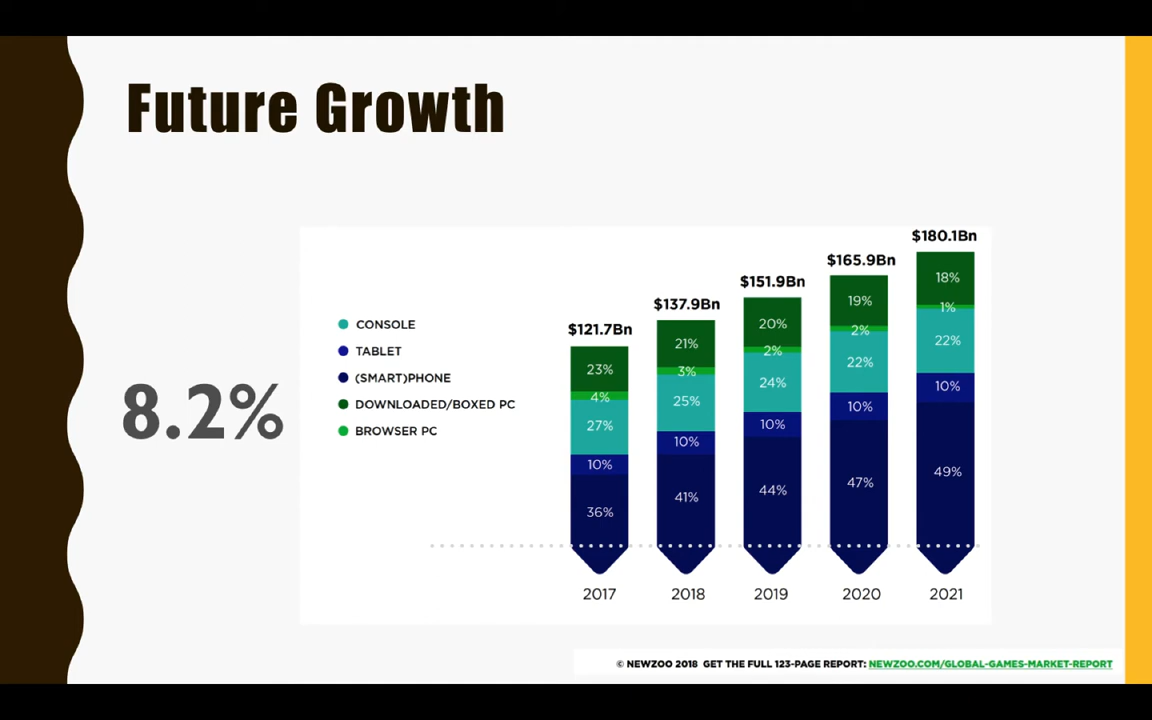 Future Growth
8.2%
CONSOLE
TABLET
(SMART)PHONE
DOWNLOADED/BOXED PC
BROWSER PC
$121.7Bn
23%
4%
27%
10%
36%
2017
$137.9Bn
21%
3%
25%
10%
41%
2018
$151.9Bn
20%
2%
24%
10%
44%
2019
$165.9Bn
19%
2%
22%
10%
47%
2020
$180.1Bn
18%
1%
22%
10%
49%
2021
© NEWZOO 2018 GET THE FULL 123-PAGE REPORT: NEWZOO.COM/GLOBAL-GAMES-MARKET-REPORT